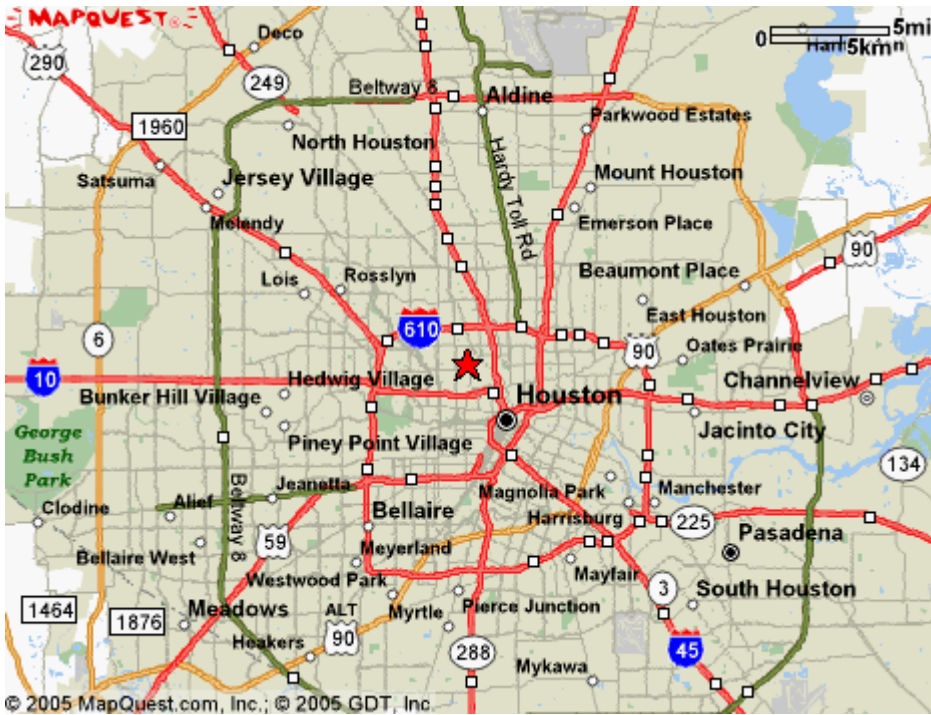 MAPQUEST
0 5mi
5km
Deco
290
249
Beltway 8
Aldine
1960
North Houston
Parkwood Estates
Hardy Toll Rd
Satsuma
Jersey Village
Mount Houston
Melendy
Emerson Place
90
Lois
Rosslyn
Beaumont Place
East Houston
6
610
90
Oates Prairie
10
Hedwig Village
Channelview
Bunker Hill Village
Houston
George
Bush
Park
Piney Point Village
Jacinto City
134
Jeanetta
Magnolia Park
Manchester
Clodine
Alief
Beltway 8
Bellaire
Harrisburg
225
59
Pasadena
Bellaire West
Meyerland
Westwood Park
Mayfair
3
South Houston
1464
1876
Meadows
ALT
90
Myrtle
Pierce Junction
Heakers
288
45
Mykawa
© 2005 MapQuest.com, Inc.; © 2005 GDT, Inc.